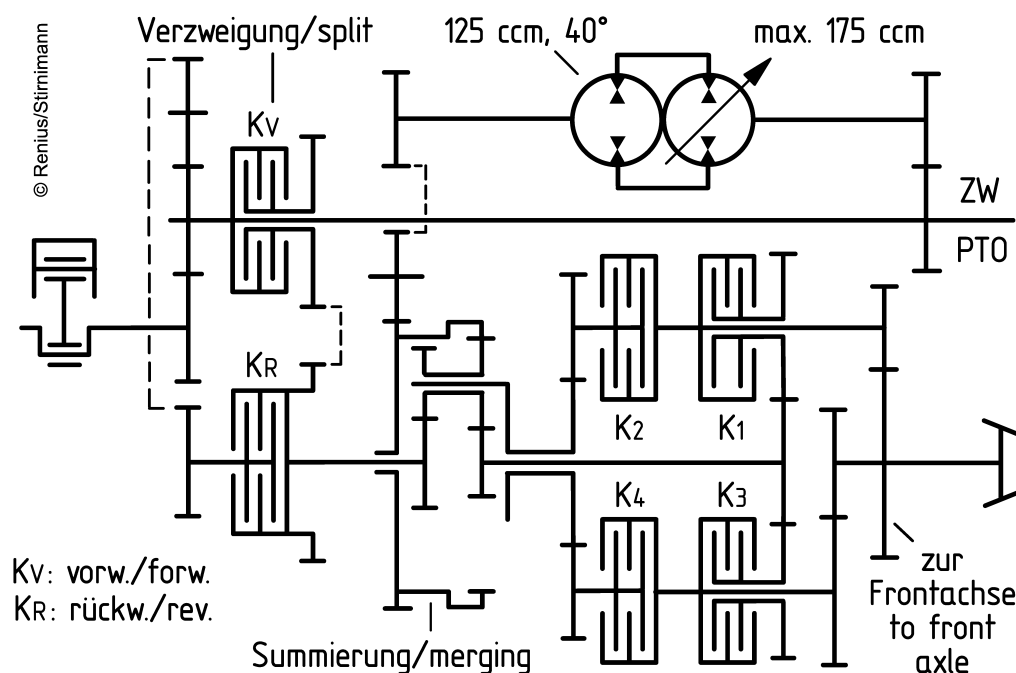 © Renius/Stirnimann
Verzweigung/split
125 ccm, 40°
max. 175 ccm
KV
ZW
PTO
KR
K2
K1
K4
K3
KV: vorw./forw.
KR: rückw./rev.
Summierung/merging
zur
Frontachse
to front
axle